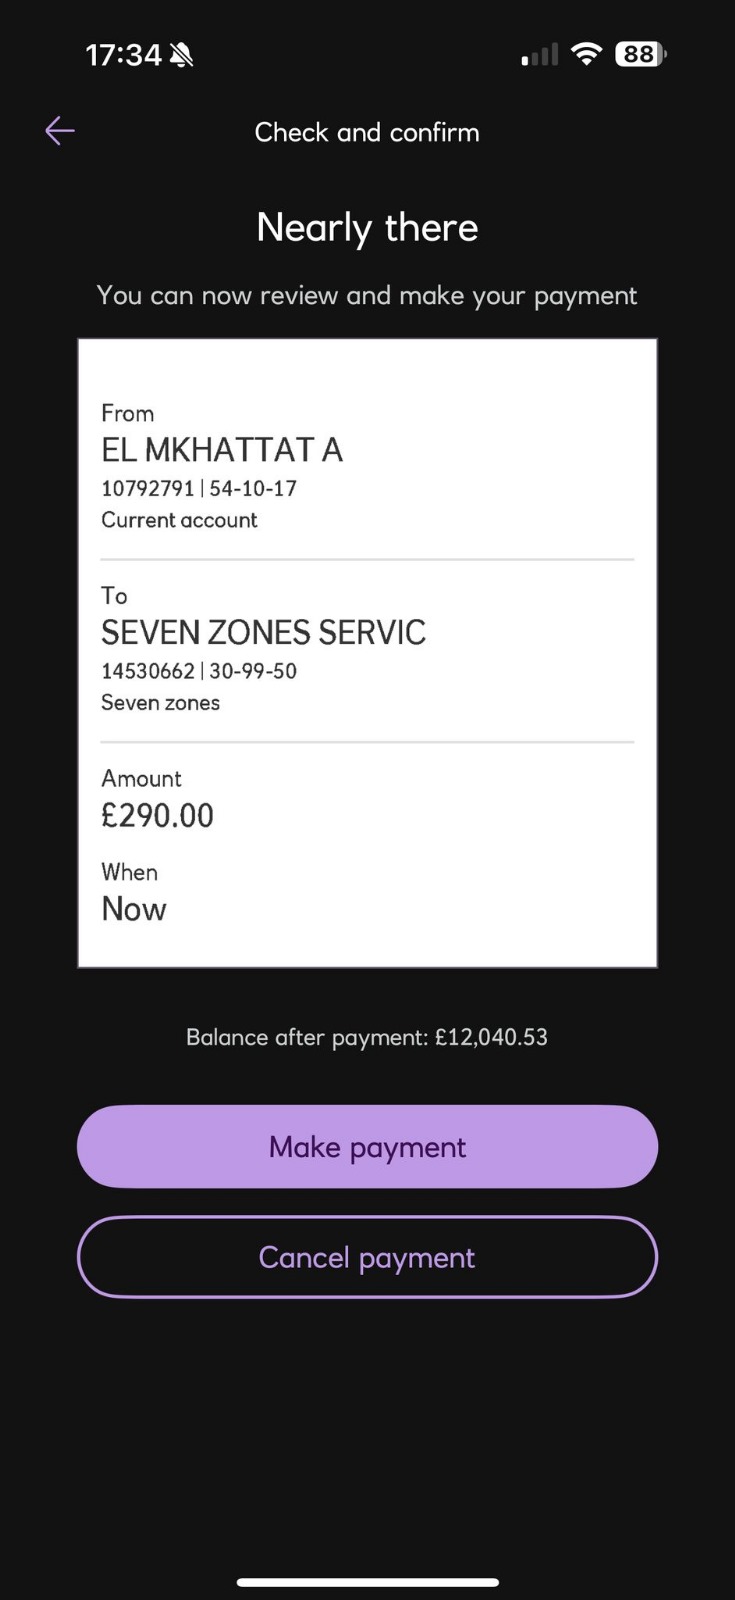 17:34
88
Check and confirm
Nearly there
You can now review and make your payment
From
EL MKHATTAT A
10792791 | 54-10-17
Current account
To
SEVEN ZONES SERVIC
14530662 | 30-99-50
Seven zones
Amount
£290.00
When
Now
Balance after payment: £12,040.53
Make payment
Cancel payment